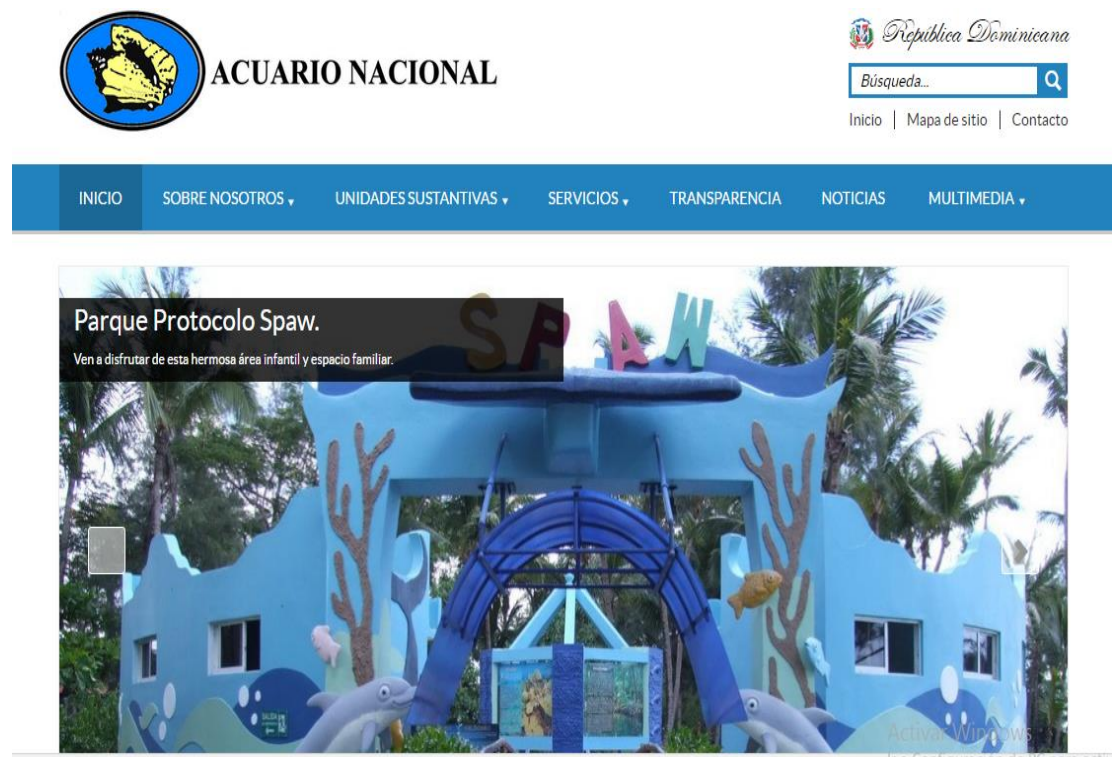 ACUARIO NACIONAL
República Dominicana
Búsqueda...
Inicio | Mapa de sitio | Contacto
INICIO SOBRE NOSOTROS UNIDADES SUSTANTIVAS SERVICIOS TRANSPARENCIA NOTICIAS MULTIMEDIA
SPAW
Parque Protocolo Spaw.
Ven a disfrutar de esta hermosa área infantil y espacio familiar.
SALIDA
Activar Windows